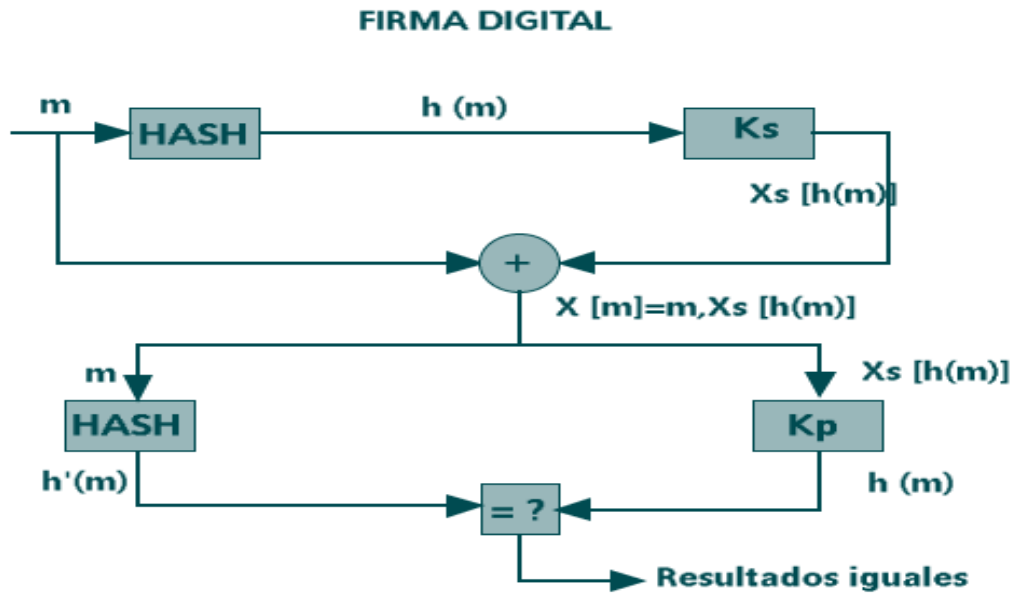 FIRMA DIGITAL
m
h (m)
HASH
Ks
Xs [h(m)]
+
X [m]=m,Xs [h(m)]
m
Xs [h(m)]
HASH
Kp
h'(m)
h (m)
= ?
Resultados iguales